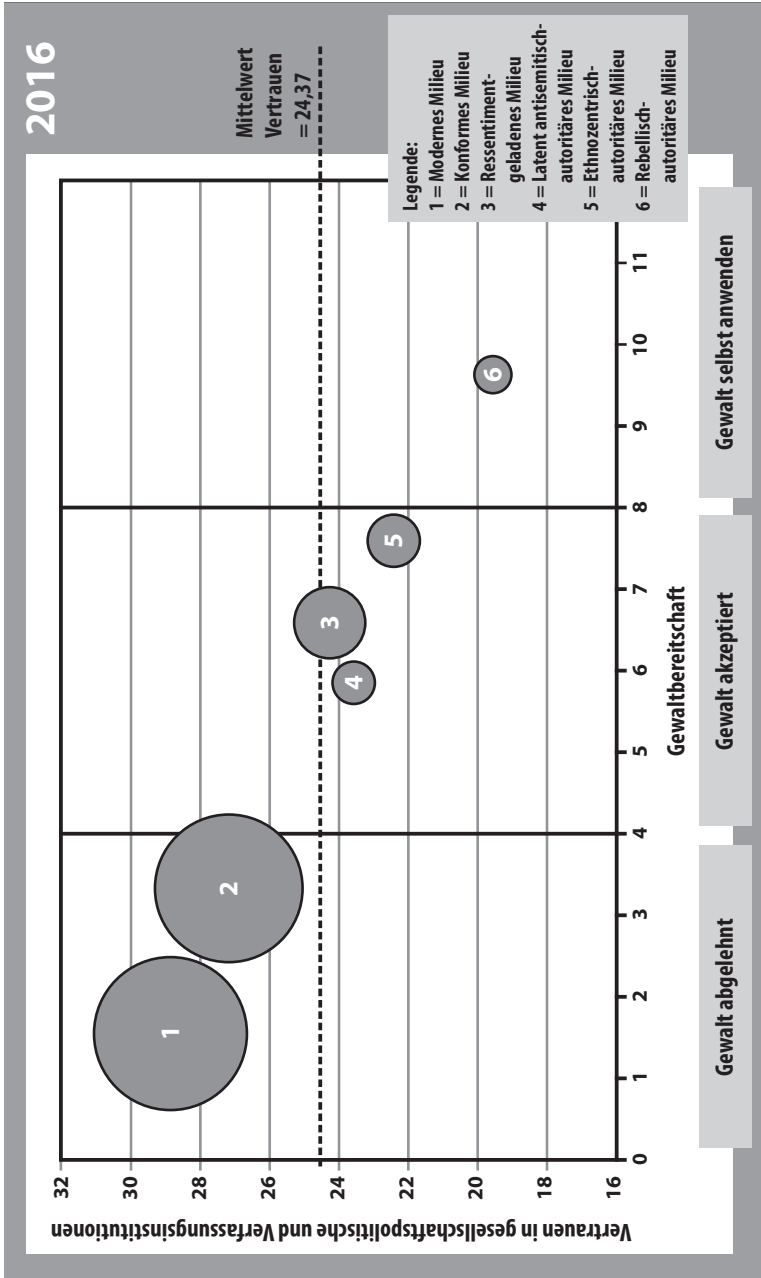 2016
Mittelwert
Vertrauen
= 24,37
Vertrauen in gesellschaftspolitische und Verfassungsinstitutionen
32
30
28
26
24
22
20
18
16
1
2
3
4
5
6
0
1
2
3
4
5
6
7
8
9
10
11
Gewaltbereitschaft
Gewalt abgelehnt
Gewalt akzeptiert
Gewalt selbst anwenden
Legende:
1 = Modernes Milieu
2 = Konformes Milieu
3 = Ressentiment-
geladenes Milieu
4 = Latent antisemitisch-
autoritäres Milieu
5 = Ethnozentrisch-
autoritäres Milieu
6 = Rebellisch-
autoritäres Milieu